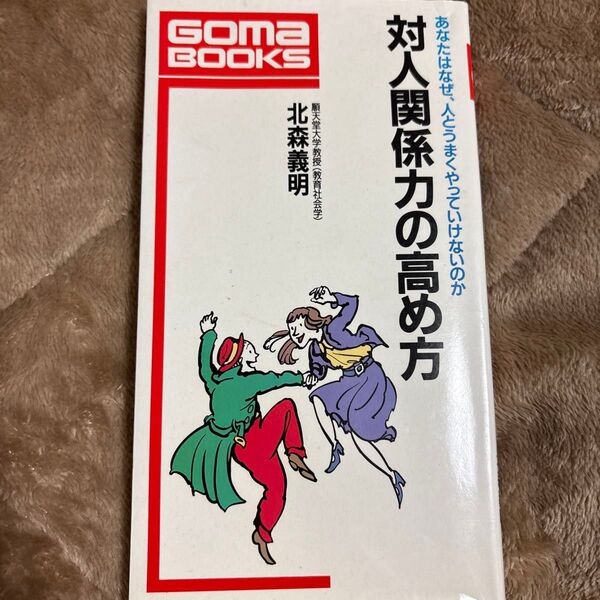 GOMA
BOOKS
あなたはなぜ、人とうまくやっていけないのか
対人関係力の高め方
順天堂大学教授(教育社会学)
北森義明